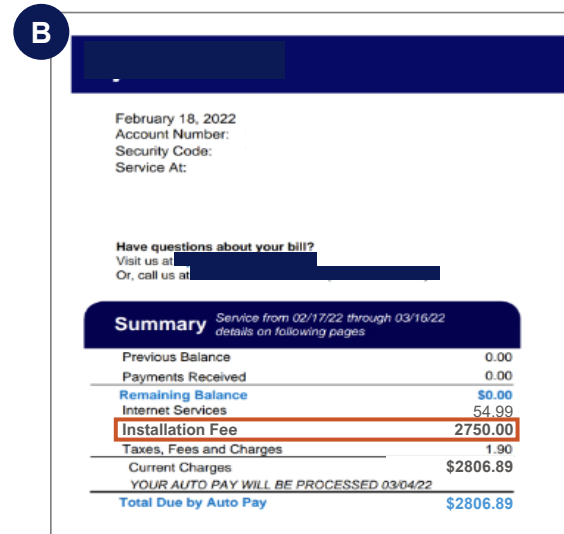 B
February 18, 2022
Account Number:
Security Code:
Service At:
Have questions about your bill?
Visit us at
Or, call us at
Summary Service from 02/17/22 through 03/16/22
details on following pages
Previous Balance 0.00
Payments Received 0.00
Remaining Balance $0.00
Internet Services 54.99
Installation Fee 2750.00
Taxes, Fees and Charges 1.90
Current Charges $2806.89
YOUR AUTO PAY WILL BE PROCESSED 03/04/22
Total Due by Auto Pay $2806.89